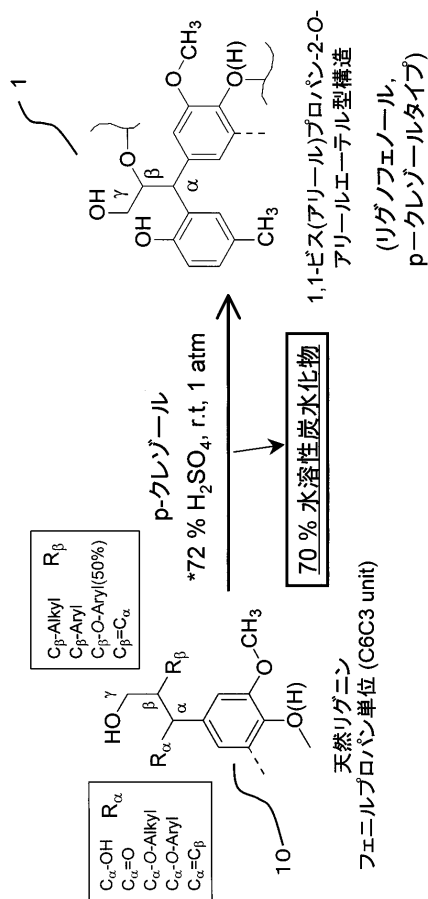 Cα-OH
Cα=O
Cα-O-Alkyl
Cα-O-Aryl
Cα=Cβ
Rα
Cβ-Alkyl
Cβ-Aryl
Cβ-O-Aryl(50%)
Cβ=Cα
Rβ
HO
γ
β
α
Rα
Rβ
O
CH3
O(H)
10
天然リグニン
フェニルプロパン単位 (C6C3 unit)
p-クレゾール
*72 % H2SO4, r.t, 1 atm
70 % 水溶性炭水化物
1
OH
γ
β
O
α
OH
CH3
O
CH3
O(H)
1,1-ビス(アリール)プロパン-2-O-
アリールエーテル型構造
(リグノフェノール,
p−クレゾールタイプ)